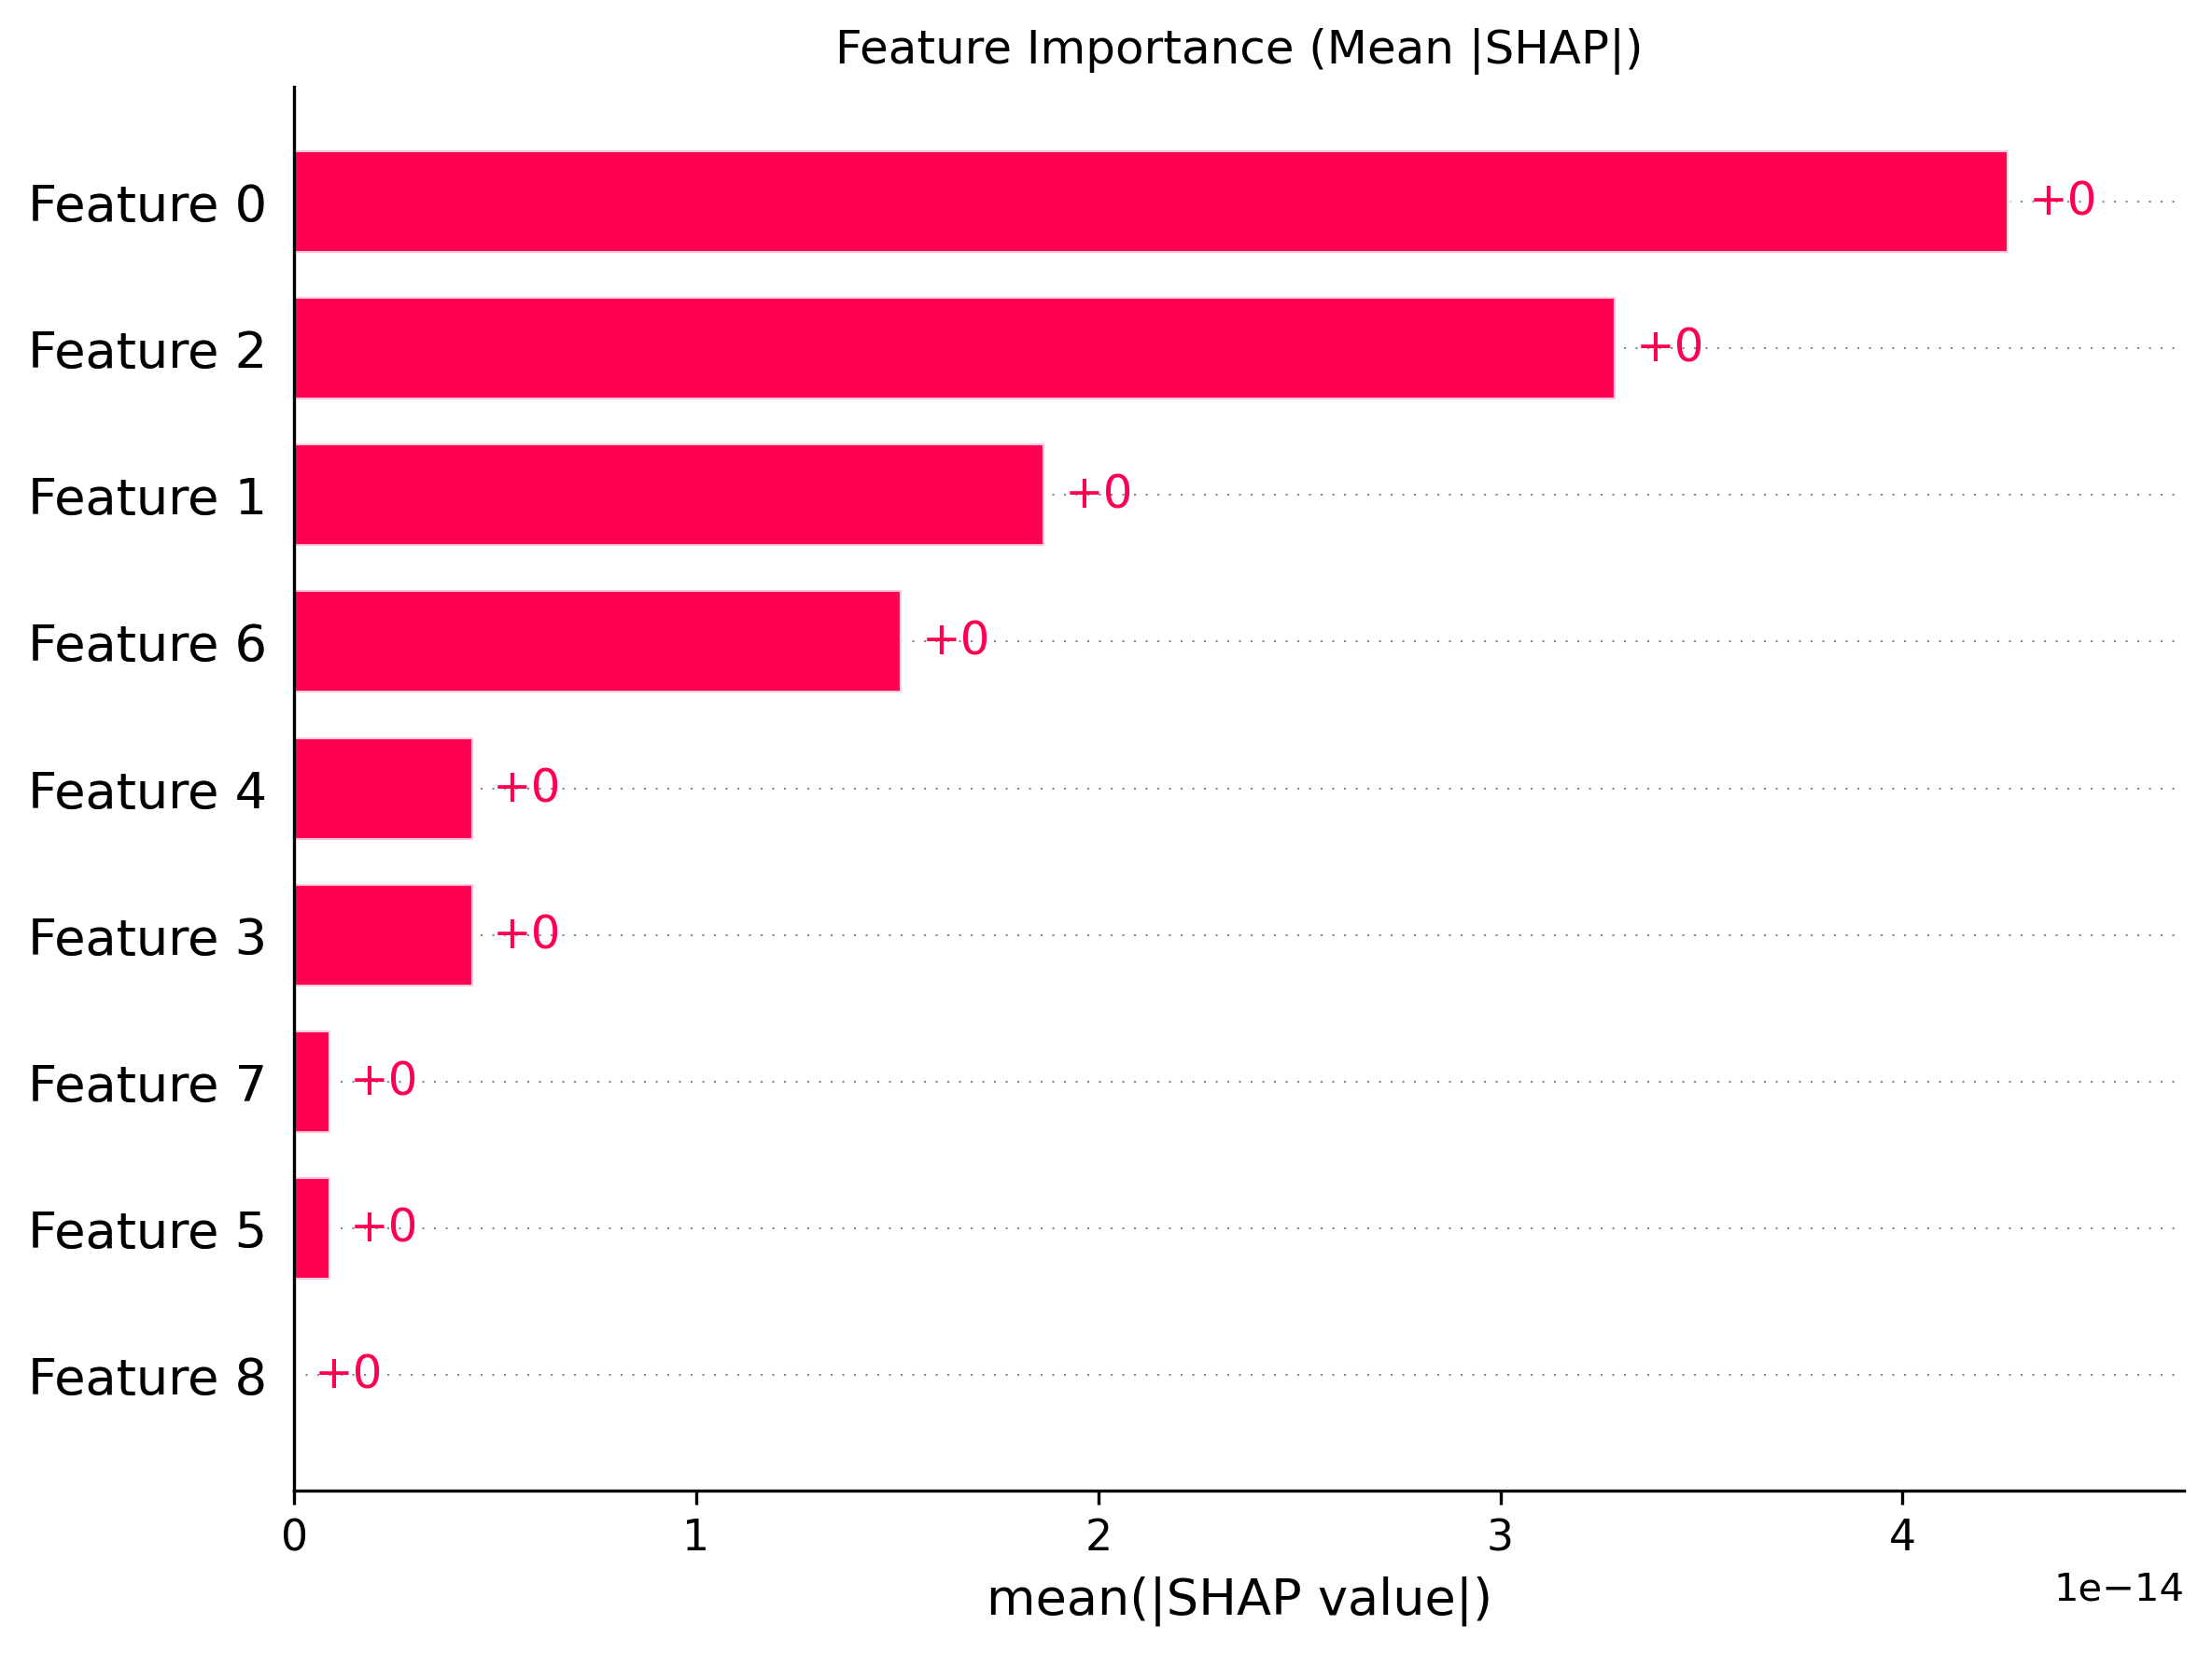 Feature Importance (Mean |SHAP|)
Feature 0 +0
Feature 2 +0
Feature 1 +0
Feature 6 +0
Feature 4 +0
Feature 3 +0
Feature 7 +0
Feature 5 +0
Feature 8 +0
0 1 2 3 4
1e−14
mean(|SHAP value|)